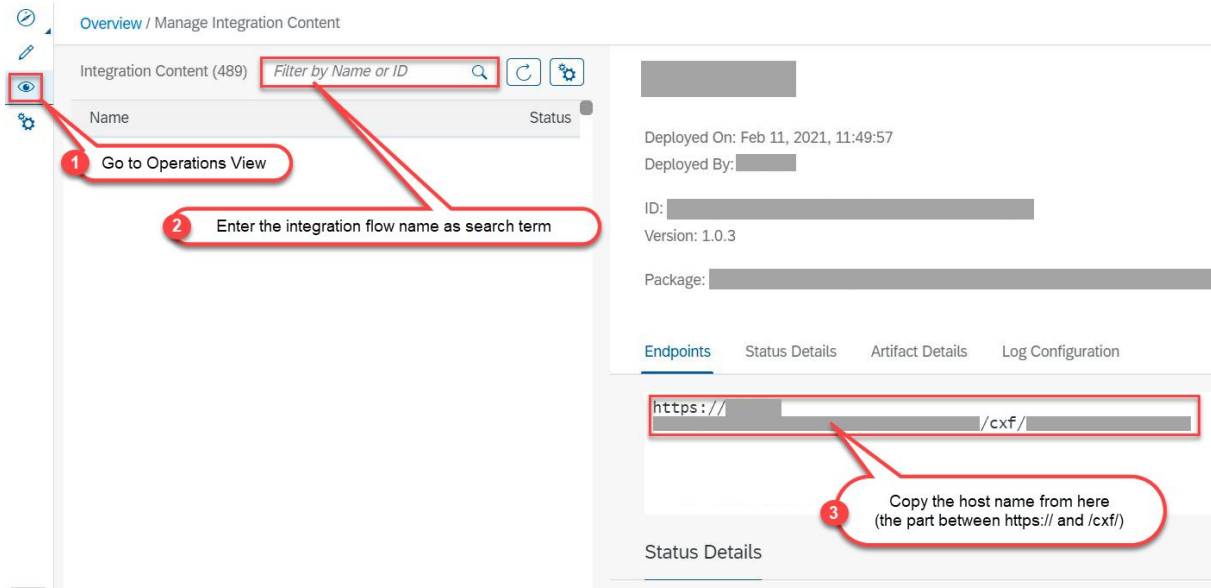 Overview / Manage Integration Content
Integration Content (489)
Filter by Name or ID
Name
Status
1
Go to Operations View
2
Enter the integration flow name as search term
Deployed On: Feb 11, 2021, 11:49:57
Deployed By:
ID:
Version: 1.0.3
Package:
Endpoints
Status Details
Artifact Details
Log Configuration
https://
/cxf/
3
Copy the host name from here
(the part between https:// and /cxf/)
Status Details